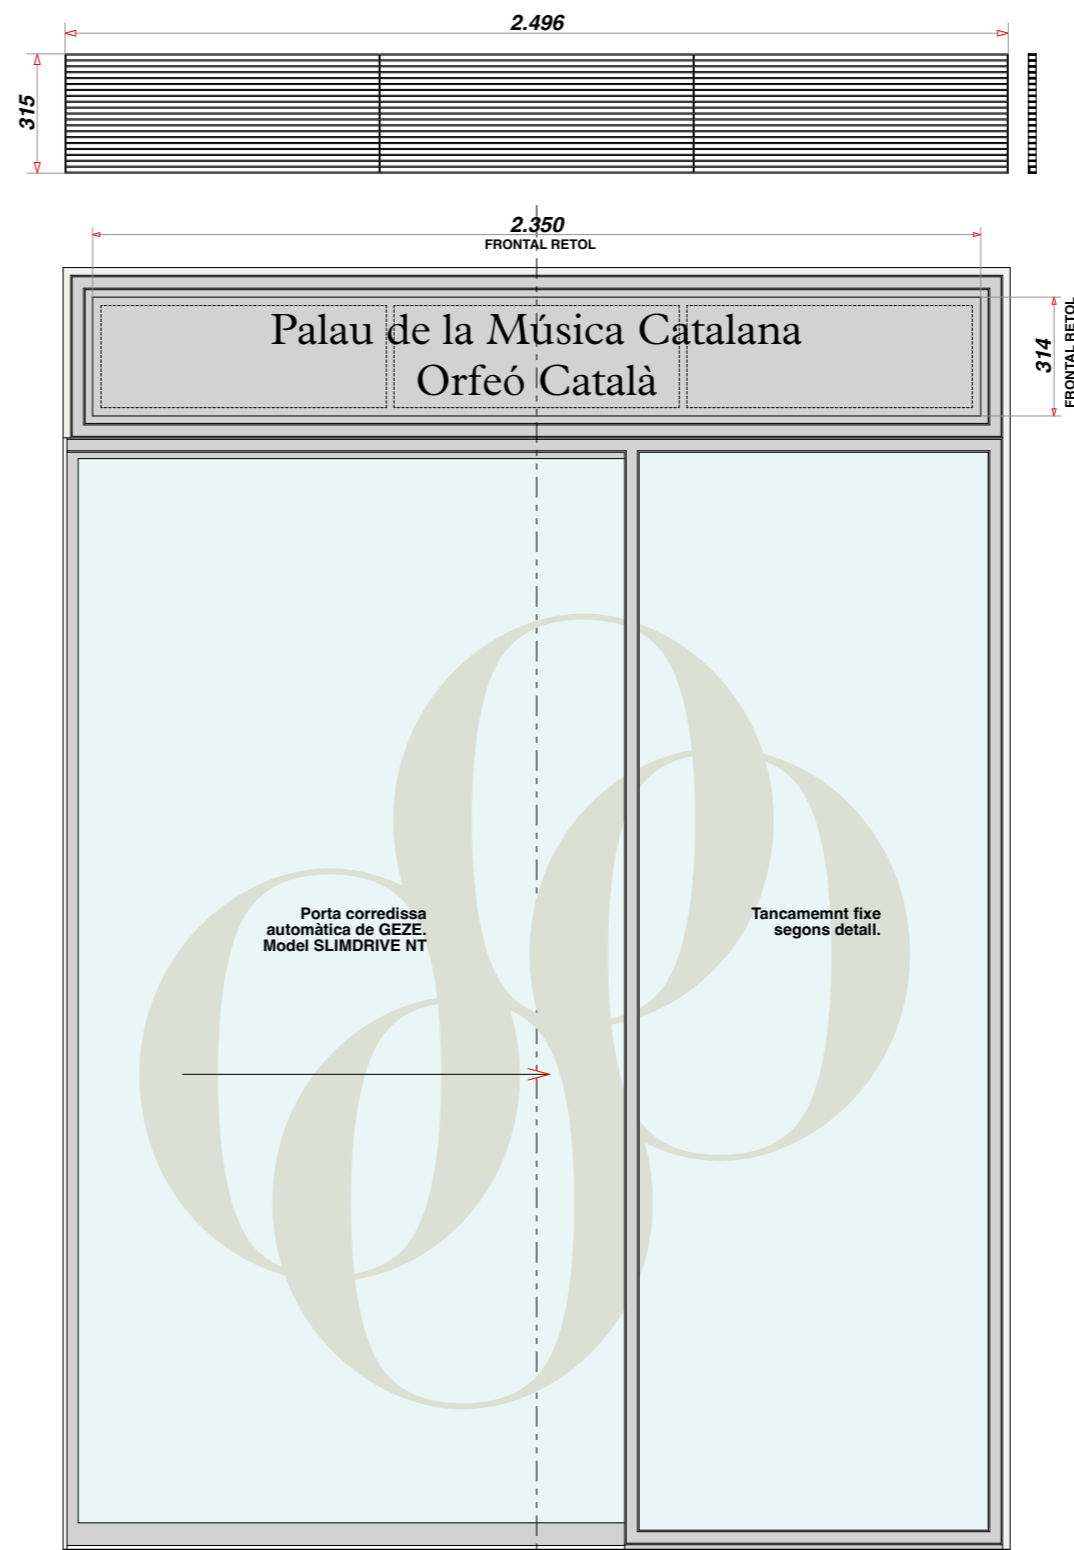 2.496
315
2.350
FRONTAL RETOL
Palau de la Música Catalana
Orfeó Català
314
FRONTAL RETOL
Porta corredissa
automàtica de GEZE.
Model SLIMDRIVE NT
Tancamemnt fixe
segons detall.